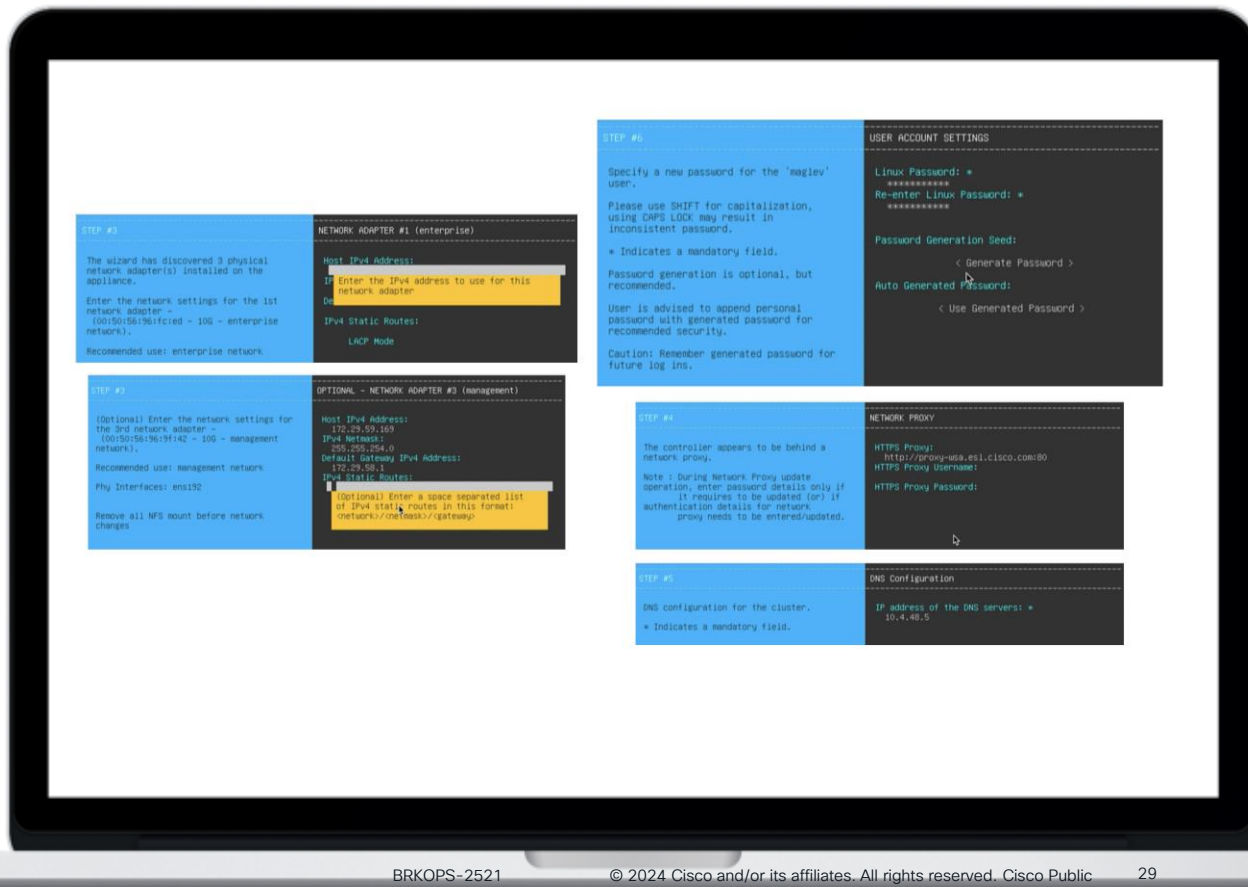 STEP #3
The wizard has discovered 3 physical
network adapter(s) installed on the
appliance.
Enter the network settings for the 1st
network adapter -
(00:50:56:96:fc:ed - 10G - enterprise
network).
Recommended use: enterprise network
NETWORK ADAPTER #1 (enterprise)
Host IPv4 Address:
IP
Enter the IPv4 address to use for this
network adapter
De
IPv4 Static Routes:
LACP Mode
STEP #3
(Optional) Enter the network settings for
the 3rd network adapter -
(00:50:56:96:9f:42 - 10G - management
network).
Recommended use: management network
Phy Interfaces: ens192
Remove all NFS mount before network
changes
OPTIONAL - NETWORK ADAPTER #3 (management)
Host IPv4 Address:
172.29.59.169
IPv4 Netmask:
255.255.254.0
Default Gateway IPv4 Address:
172.29.58.1
IPv4 Static Routes:
(Optional) Enter a space separated list
of IPv4 static routes in this format:
<network>/<netmask>/<gateway>
STEP #6
Specify a new password for the 'maglev'
user.
Please use SHIFT for capitalization,
using CAPS LOCK may result in
inconsistent password.
* Indicates a mandatory field.
Password generation is optional, but
recommended.
User is advised to append personal
password with generated password for
recommended security.
Caution: Remember generated password for
future log ins.
USER ACCOUNT SETTINGS
Linux Password: *
***********
Re-enter Linux Password: *
***********
Password Generation Seed:
< Generate Password >
Auto Generated Password:
< Use Generated Password >
STEP #4
The controller appears to be behind a
network proxy.
Note : During Network Proxy update
operation, enter password details only if
it requires to be updated (or) if
authentication details for network
proxy needs to be entered/updated.
NETWORK PROXY
HTTPS Proxy:
http://proxy-wsa.esl.cisco.com:80
HTTPS Proxy Username:
HTTPS Proxy Password:
STEP #5
DNS configuration for the cluster.
* Indicates a mandatory field.
DNS Configuration
IP address of the DNS servers: *
10.4.48.5
BRKOPS-2521
© 2024 Cisco and/or its affiliates. All rights reserved. Cisco Public
29